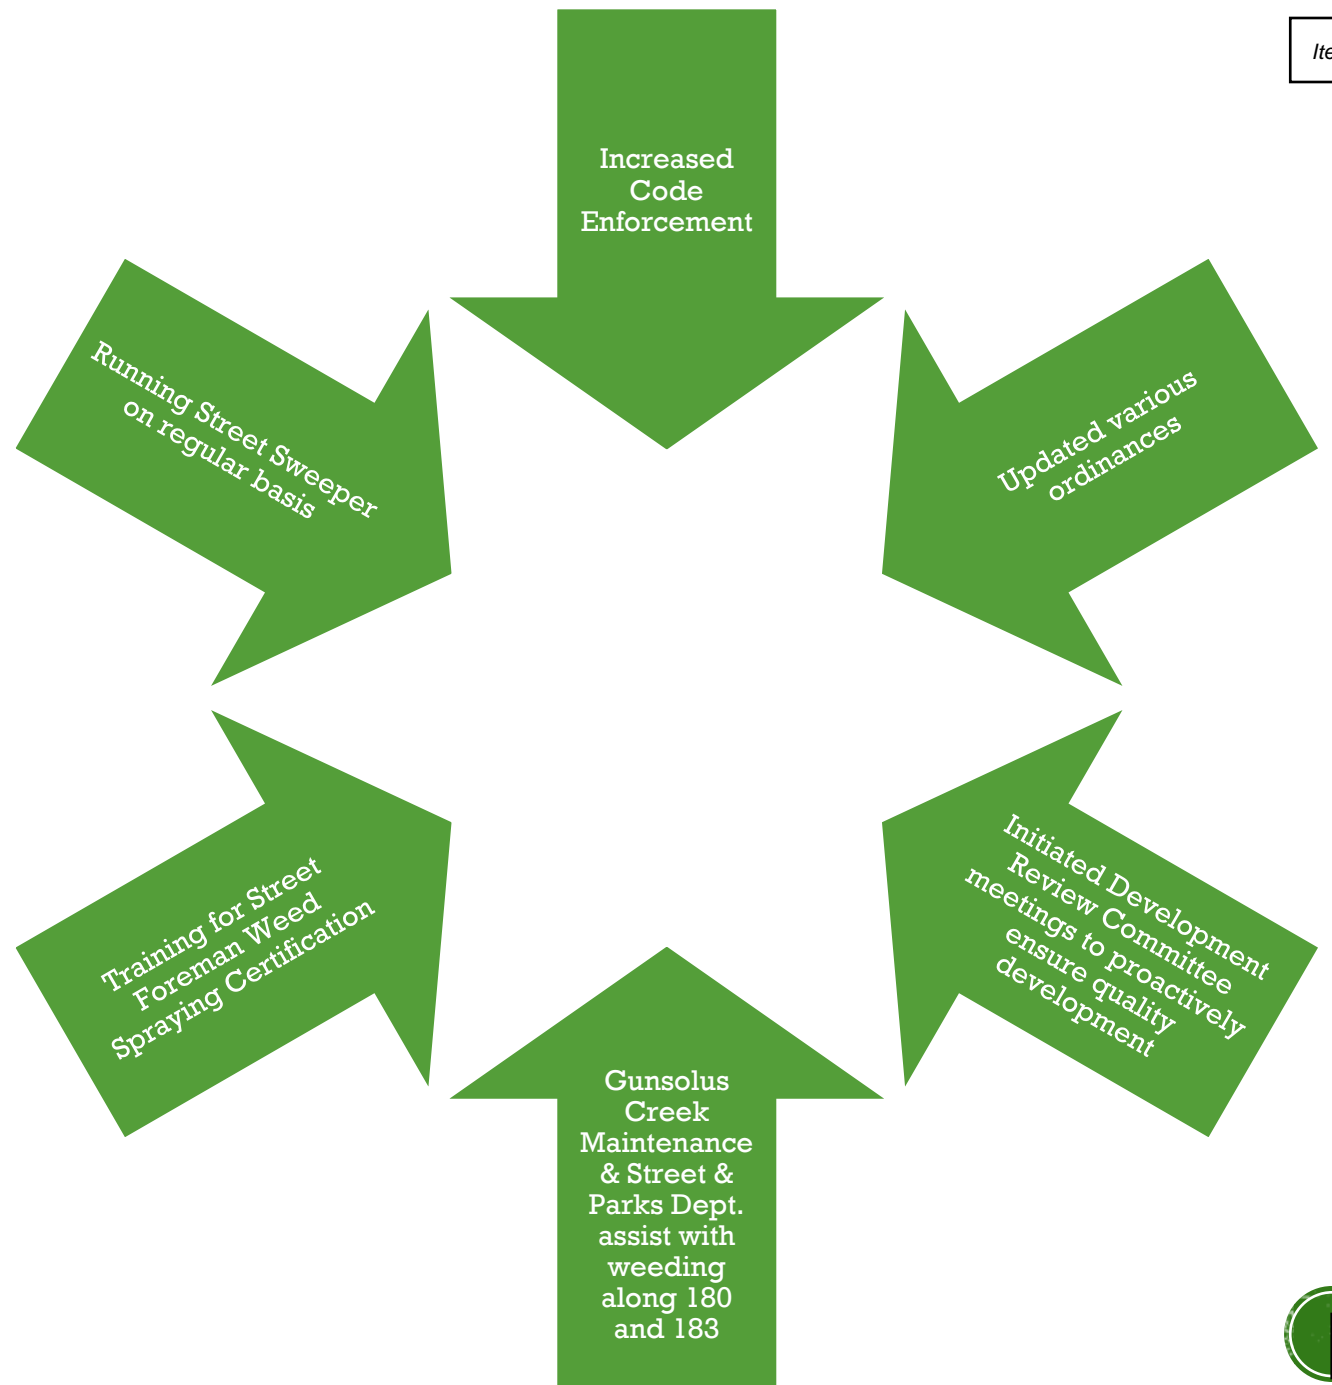 Increased
Code
Enforcement
Updated various
ordinances
Initiated Development
Review Committee
meetings to proactively
ensure quality
development
Gunsolus
Creek
Maintenance
& Street &
Parks Dept.
assist with
weeding
along 180
and 183
Training for Street
Foreman Weed
Spraying Certification
Running Street Sweeper
on regular basis